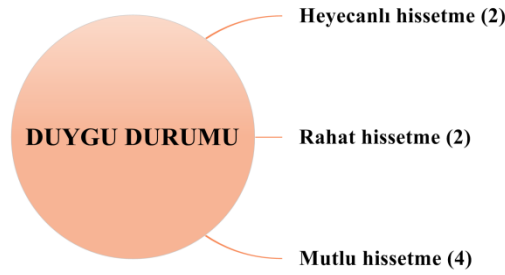 Heyecanlı hissetme (2)
DUYGU DURUMU
Rahat hissetme (2)
Mutlu hissetme (4)